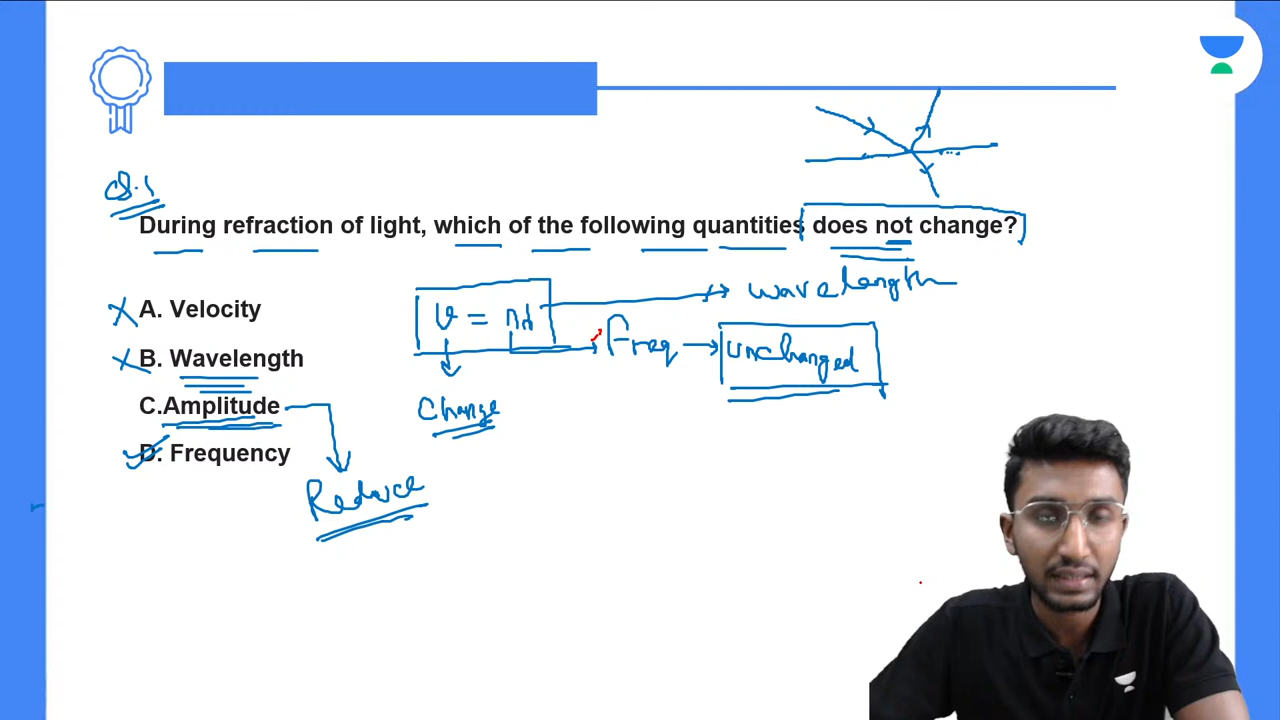 Q.1
During refraction of light, which of the following quantities does not change?
A. Velocity
B. Wavelength
C.Amplitude
D. Frequency
v = nλ
wavelength
Freq → unchanged
Change
Reduce